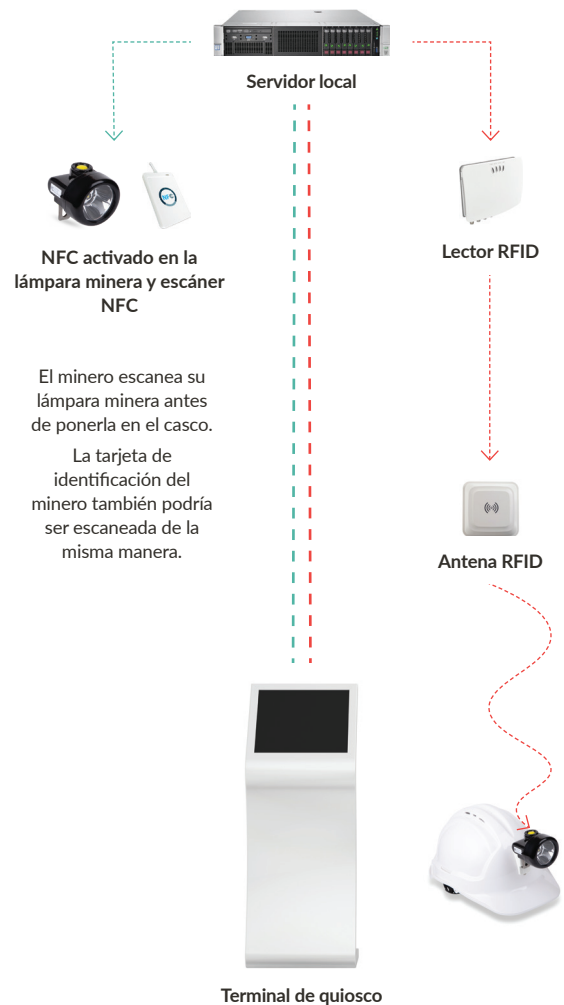 Servidor local
NFC
NFC activado en la
lámpara minera y escáner
NFC
Lector RFID
El minero escanea su
lámpara minera antes
de ponerla en el casco.
La tarjeta de
identificación del
minero también podría
ser escaneada de la
misma manera.
Antena RFID
Terminal de quiosco